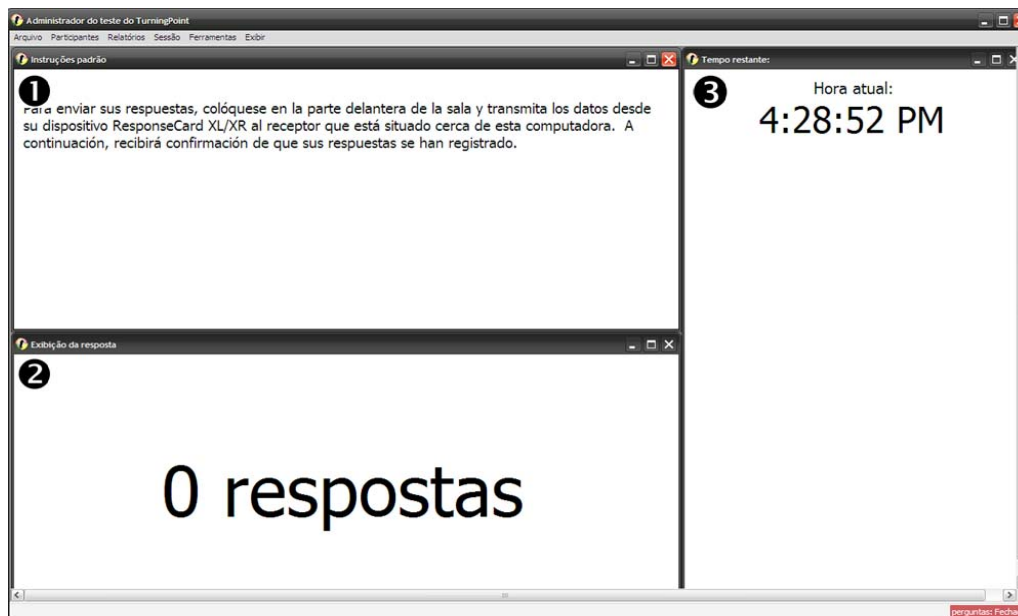 Administrador do teste do TurningPoint
Arquivo Participantes Relatórios Sessão Ferramentas Exibir
Instruções padrão
1
Para enviar sus respuestas, colóquese en la parte delantera de la sala y transmita los datos desde
su dispositivo ResponseCard XL/XR al receptor que está situado cerca de esta computadora. A
continuación, recibirá confirmación de que sus respuestas se han registrado.
Exibição da resposta
2
0 respostas
Tempo restante:
3
Hora atual:
4:28:52 PM
perguntas: Fecha